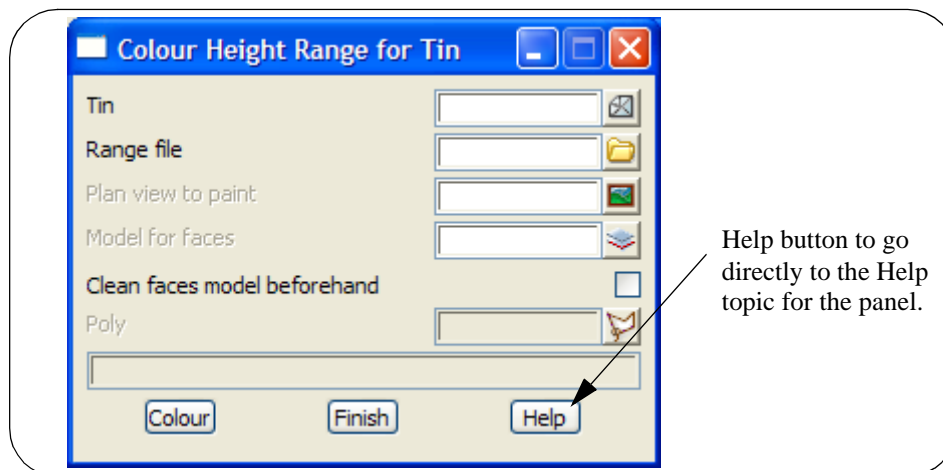 Colour Height Range for Tin
Tin
Range file
Plan view to paint
Model for faces
Clean faces model beforehand
Poly
Colour Finish Help
Help button to go
directly to the Help
topic for the panel.